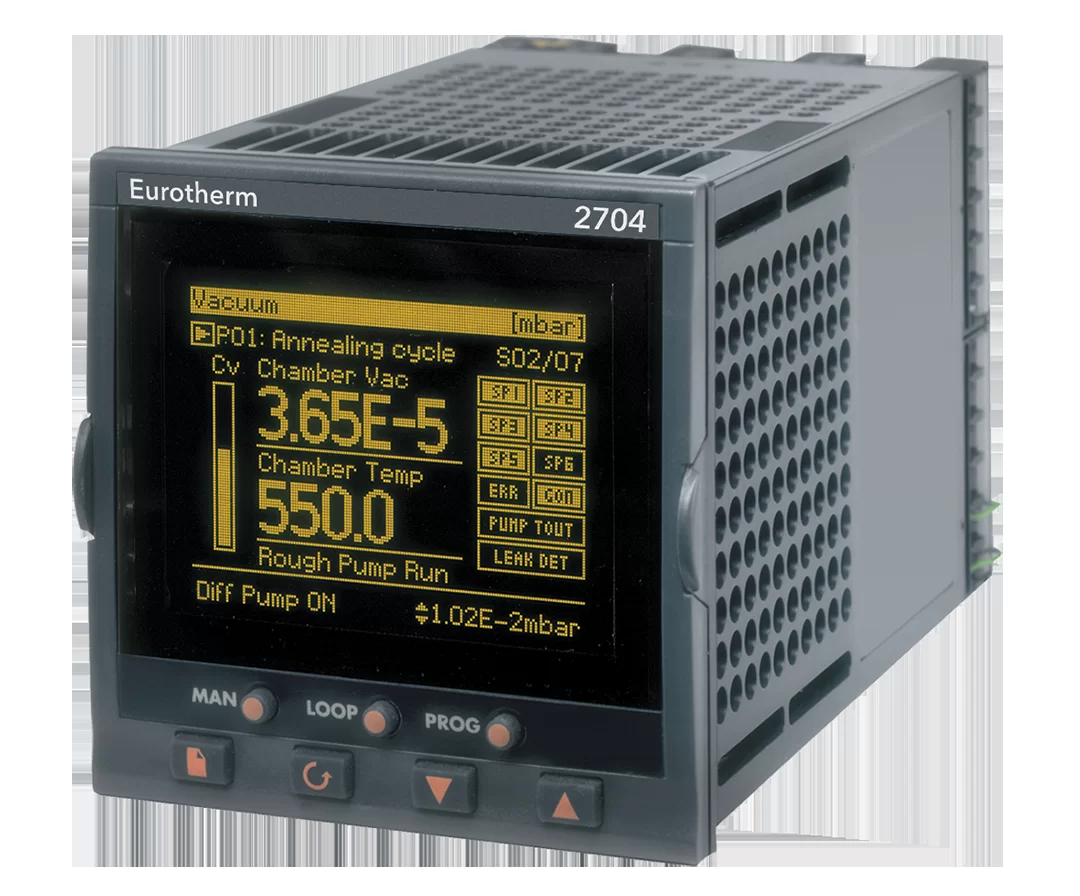 Eurotherm
2704
Vacuum
[mbar]
P01: Annealing cycle
S02/07
Cv Chamber Vac
3.65E-5
Chamber Temp
550.0
Rough Pump Run
SP1 SP2
SP3 SP4
SP5 SP6
ERR GON
PUMP TOUT
LEAK DET
Diff Pump ON
1.02E-2mbar
MAN LOOP PROG